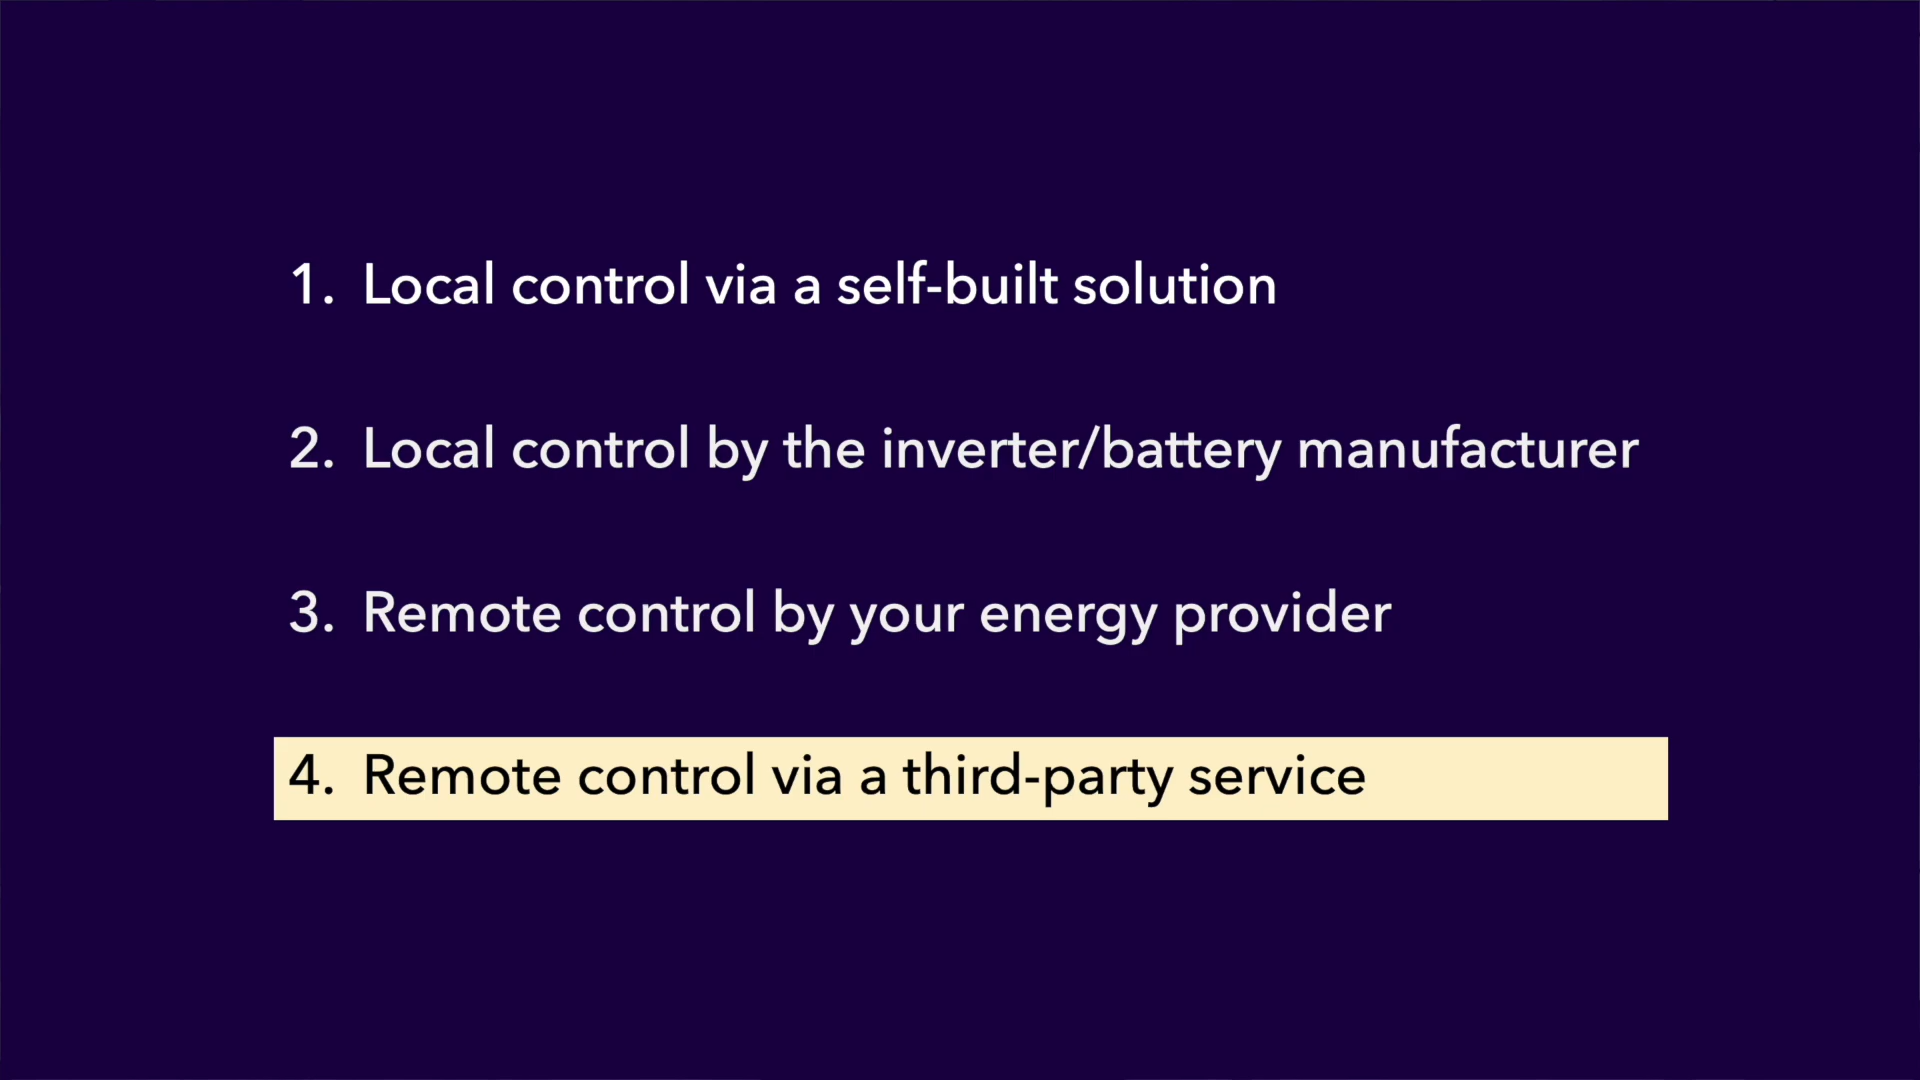 1. Local control via a self-built solution
2. Local control by the inverter/battery manufacturer
3. Remote control by your energy provider
4. Remote control via a third-party service